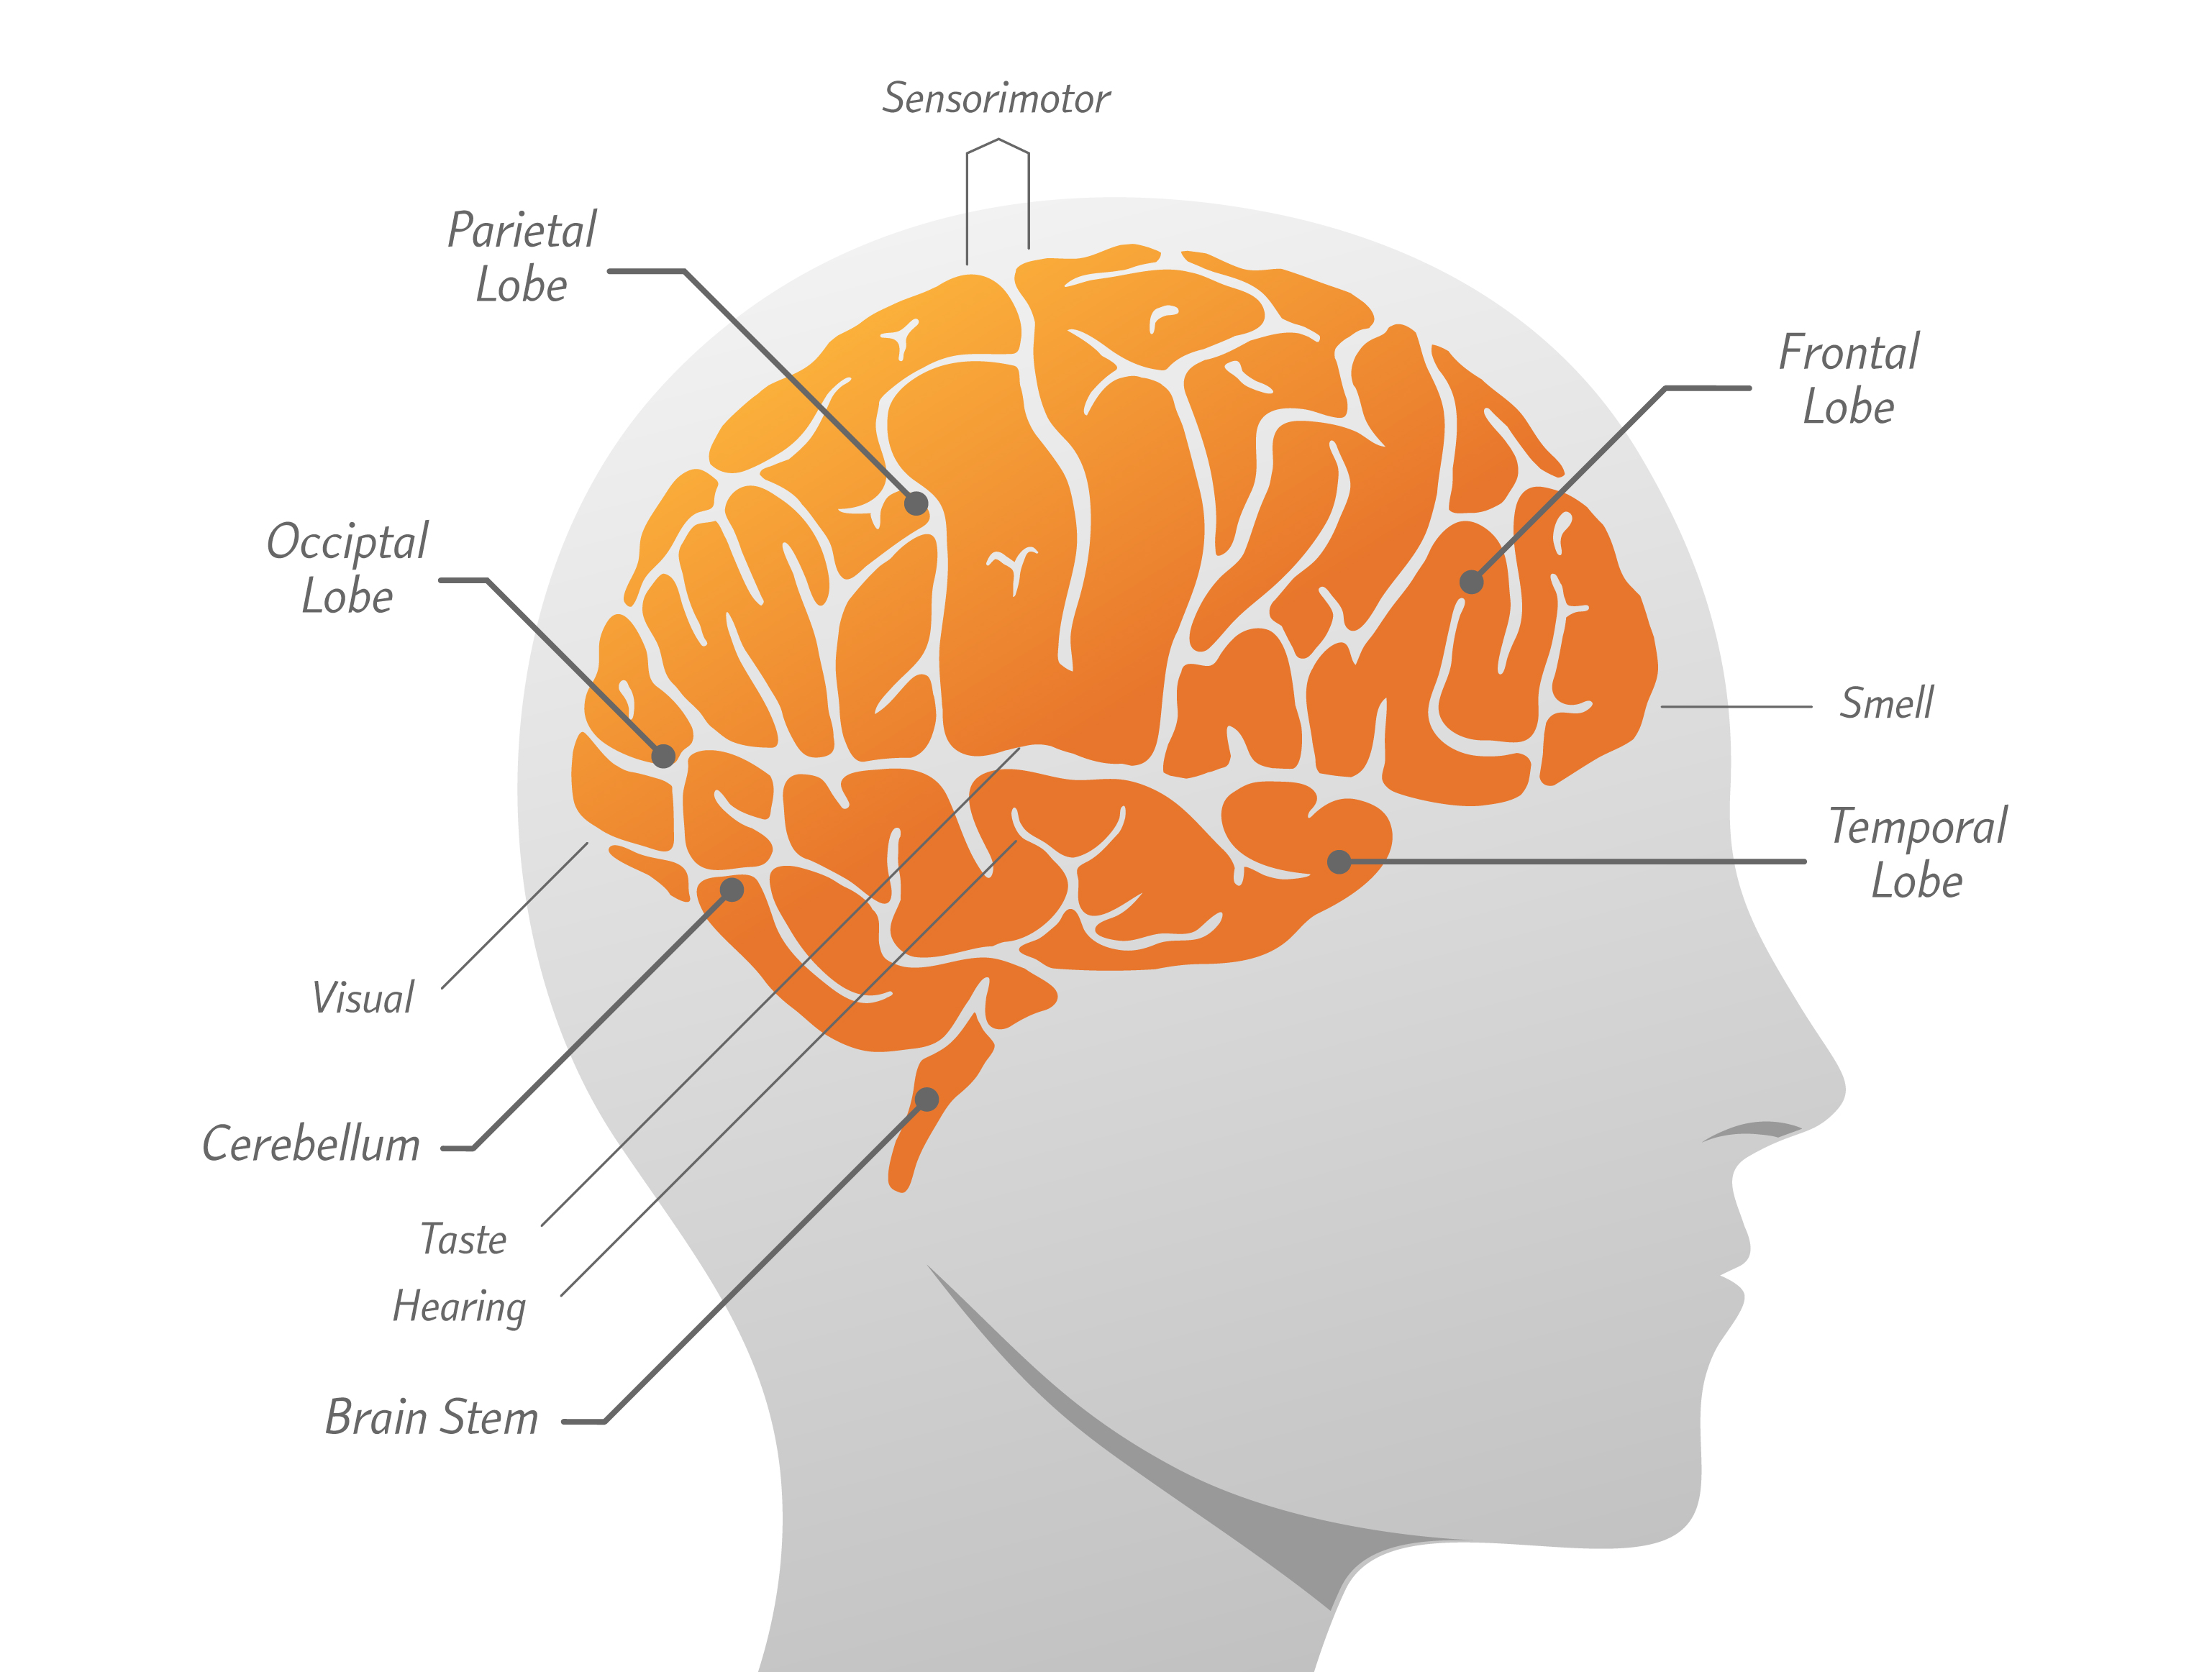 Sensorimotor
Parietal
Lobe
Frontal
Lobe
Occiptal
Lobe
Smell
Temporal
Lobe
Visual
Cerebellum
Taste
Hearing
Brain Stem